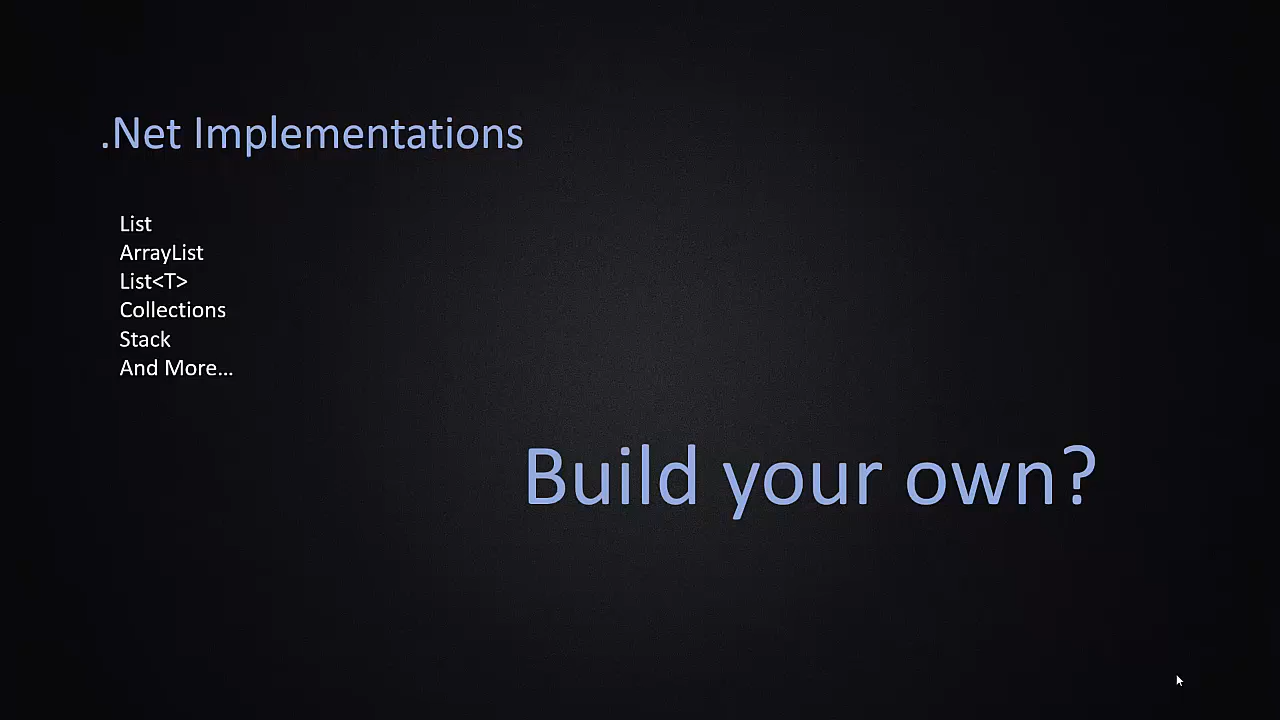 .Net Implementations
List
ArrayList
List<T>
Collections
Stack
And More...
Build your own?